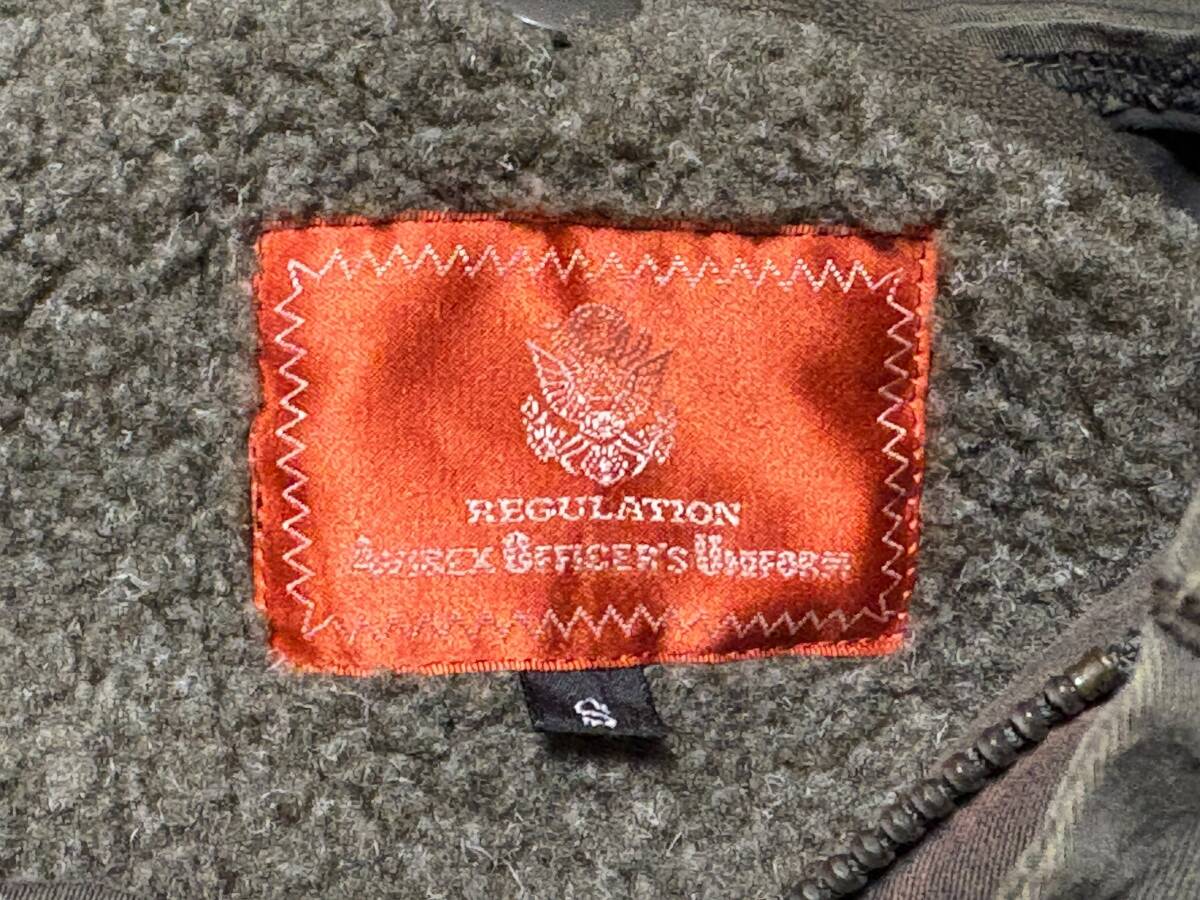 REGULATION
AVIREX OFFICER'S UNIFORM